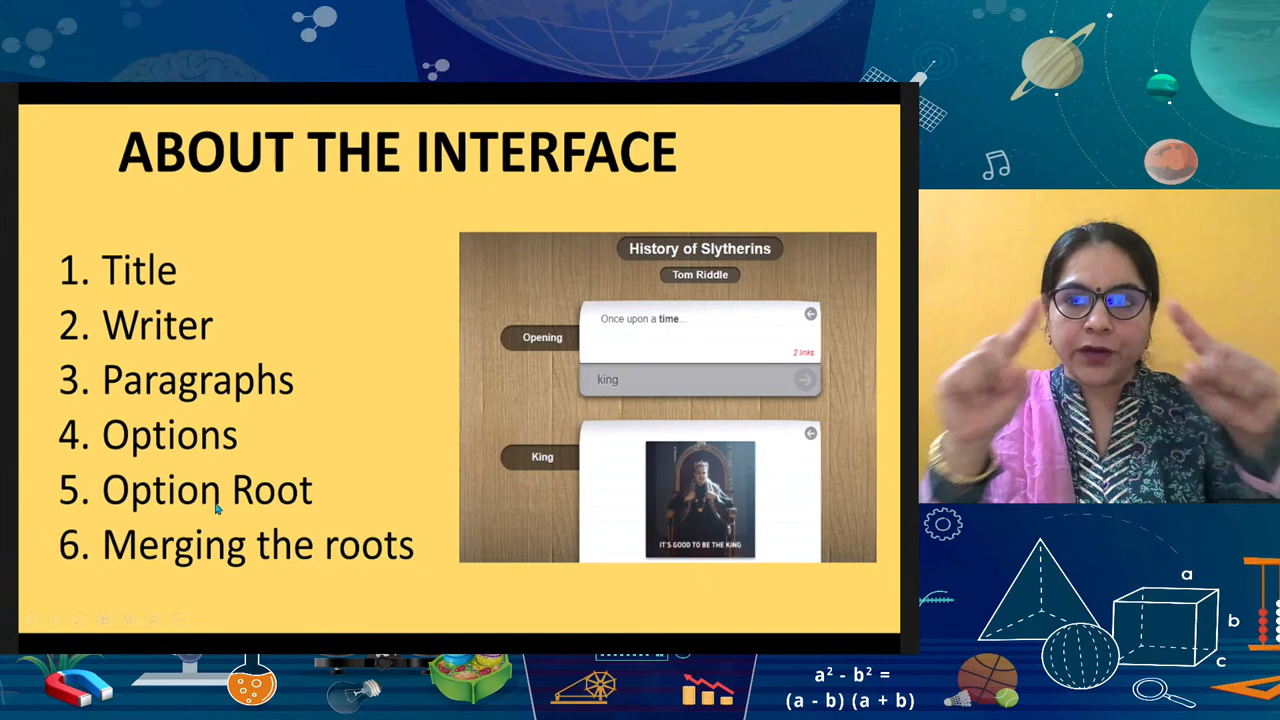 ABOUT THE INTERFACE
1. Title
2. Writer
3. Paragraphs
4. Options
5. Option Root
6. Merging the roots
History of Slytherins
Tom Riddle
Opening
Once upon a time...
2 links
king
King
IT'S GOOD TO BE THE KING
a
b
c
a² - b² =
(a - b) (a + b)